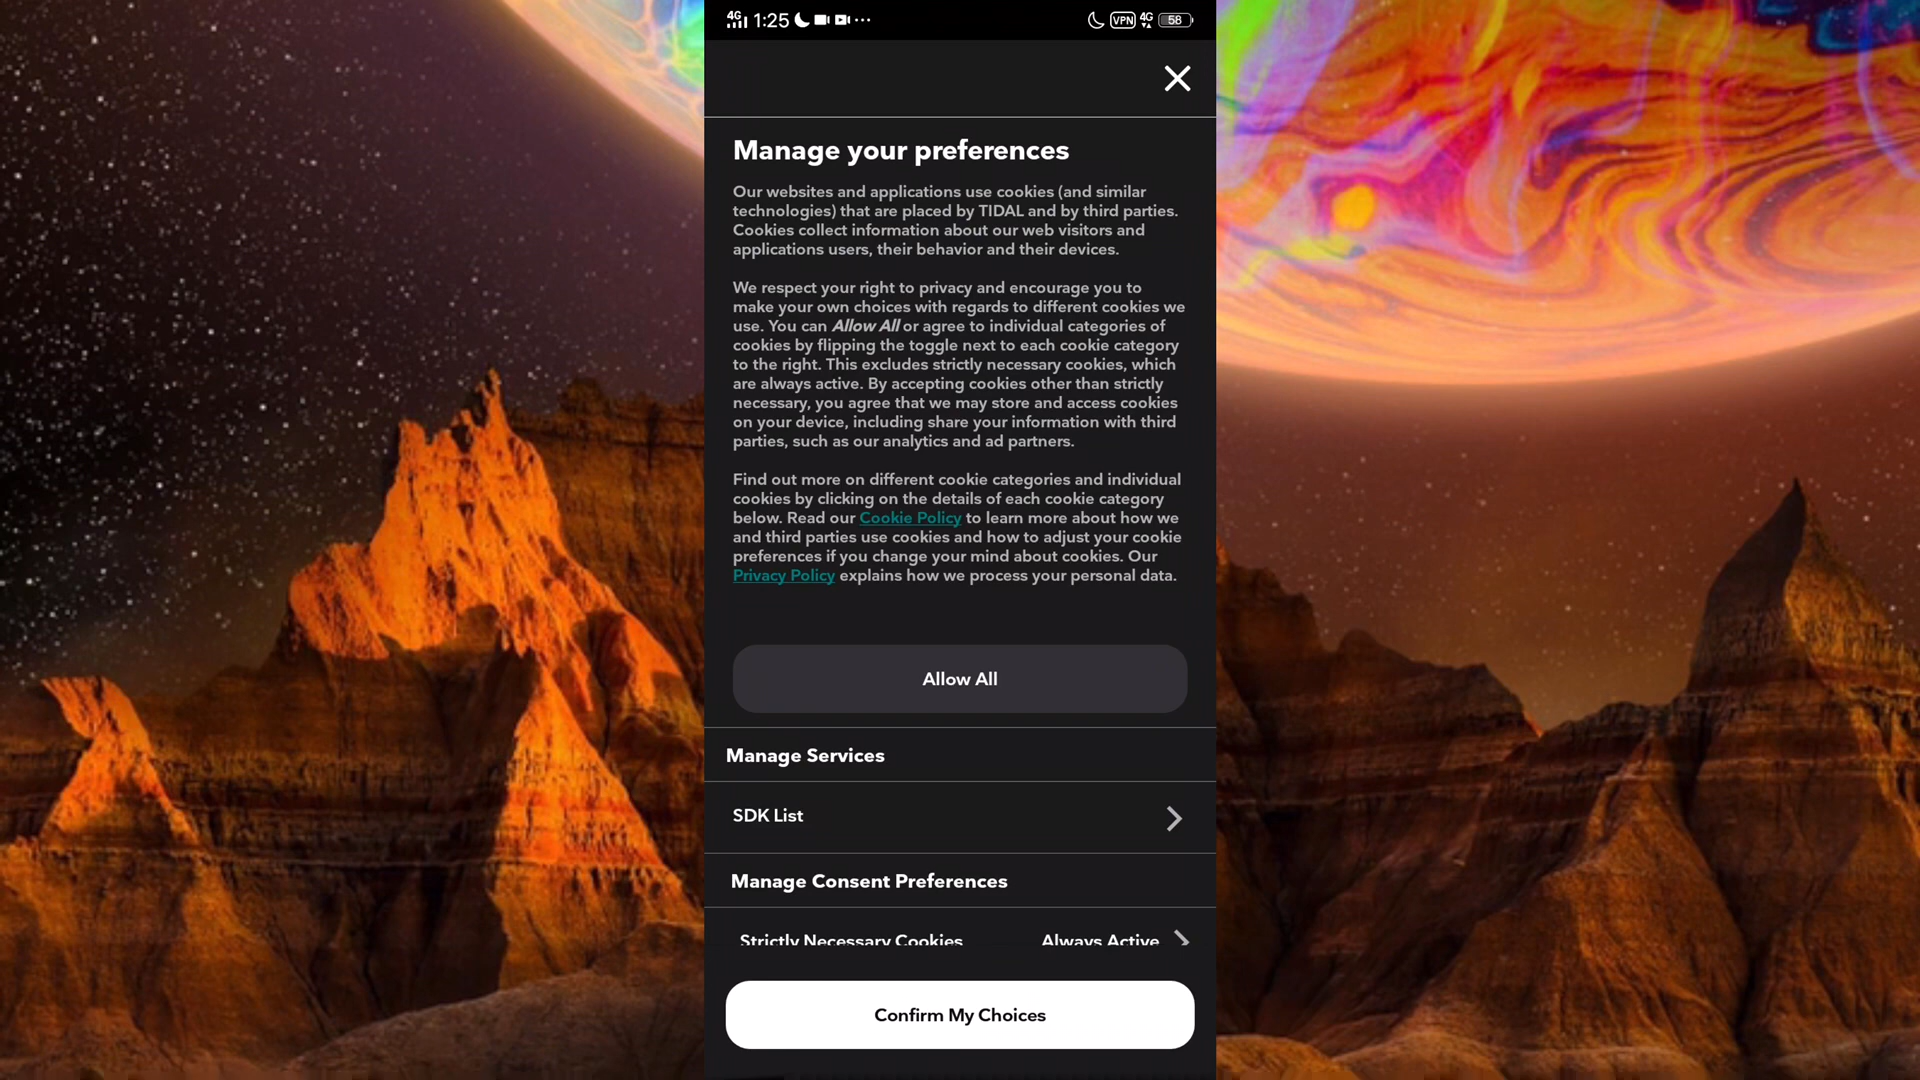 4G 1:25 VPN 4G 58
Manage your preferences
Our websites and applications use cookies (and similar
technologies) that are placed by TIDAL and by third parties.
Cookies collect information about our web visitors and
applications users, their behavior and their devices.
We respect your right to privacy and encourage you to
make your own choices with regards to different cookies we
use. You can Allow All or agree to individual categories of
cookies by flipping the toggle next to each cookie category
to the right. This excludes strictly necessary cookies, which
are always active. By accepting cookies other than strictly
necessary, you agree that we may store and access cookies
on your device, including share your information with third
parties, such as our analytics and ad partners.
Find out more on different cookie categories and individual
cookies by clicking on the details of each cookie category
below. Read our Cookie Policy to learn more about how we
and third parties use cookies and how to adjust your cookie
preferences if you change your mind about cookies. Our
Privacy Policy explains how we process your personal data.
Allow All
Manage Services
SDK List
Manage Consent Preferences
Strictly Necessary Cookies Always Active
Confirm My Choices